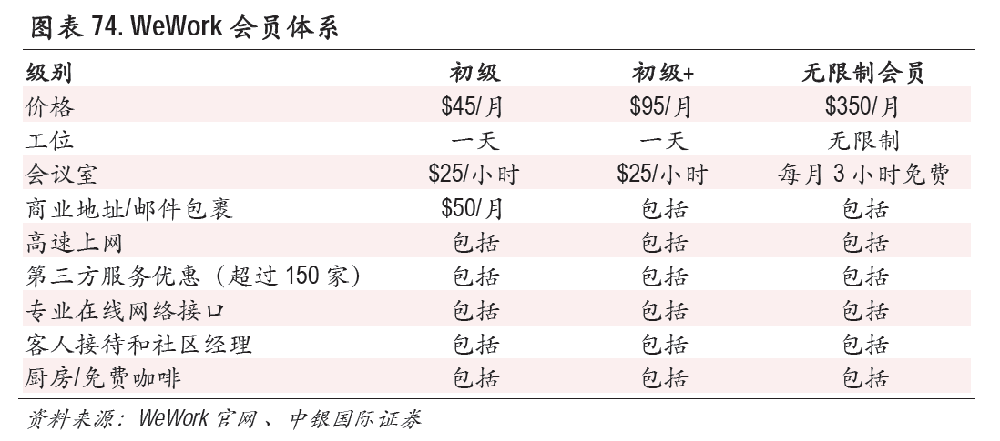 图表 74. WeWork 会员体系
级别 初级 初级+ 无限制会员
价格 $45/月 $95/月 $350/月
工位 一天 一天 无限制
会议室 $25/小时 $25/小时 每月 3 小时免费
商业地址/邮件包裹 $50/月 包括 包括
高速上网 包括 包括 包括
第三方服务优惠（超过 150 家） 包括 包括 包括
专业在线网络接口 包括 包括 包括
客人接待和社区经理 包括 包括 包括
厨房/免费咖啡 包括 包括 包括
资料来源：WeWork 官网、中银国际证券